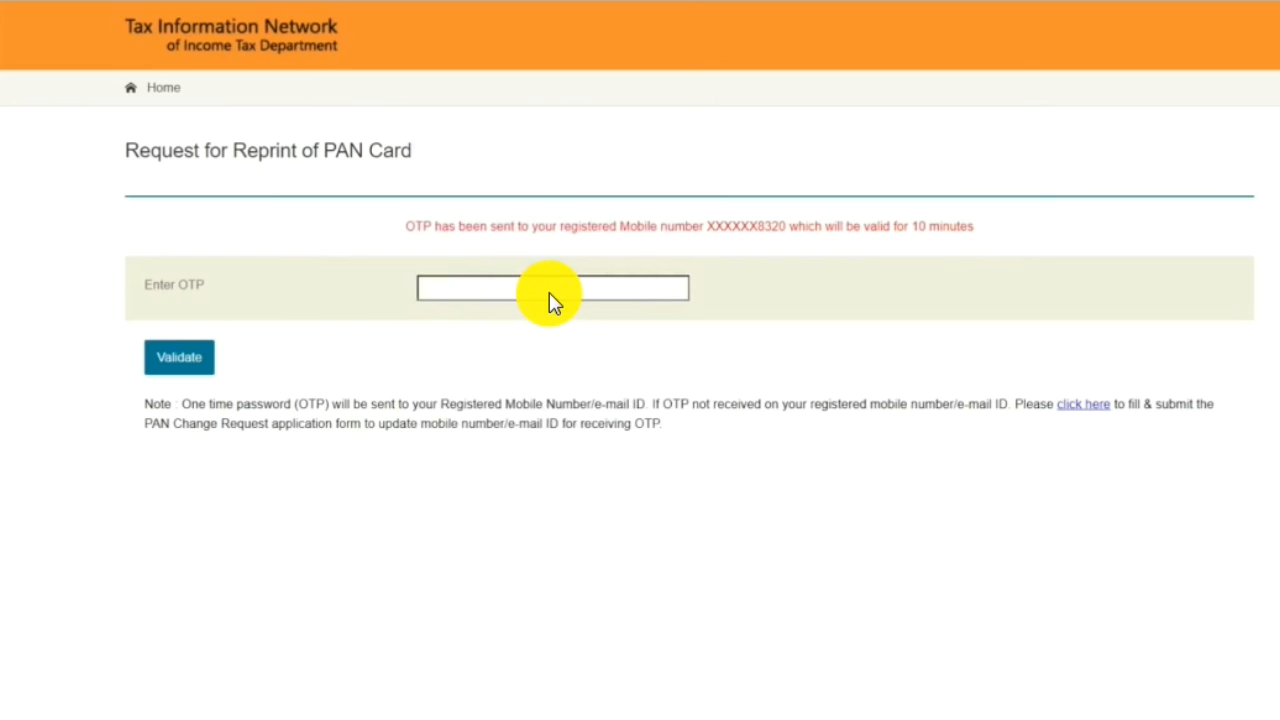 Tax Information Network
of Income Tax Department
Home
Request for Reprint of PAN Card
OTP has been sent to your registered Mobile number XXXXXX8320 which will be valid for 10 minutes
Enter OTP
Validate
Note : One time password (OTP) will be sent to your Registered Mobile Number/e-mail ID. If OTP not received on your registered mobile number/e-mail ID. Please click here to fill & submit the
PAN Change Request application form to update mobile number/e-mail ID for receiving OTP.